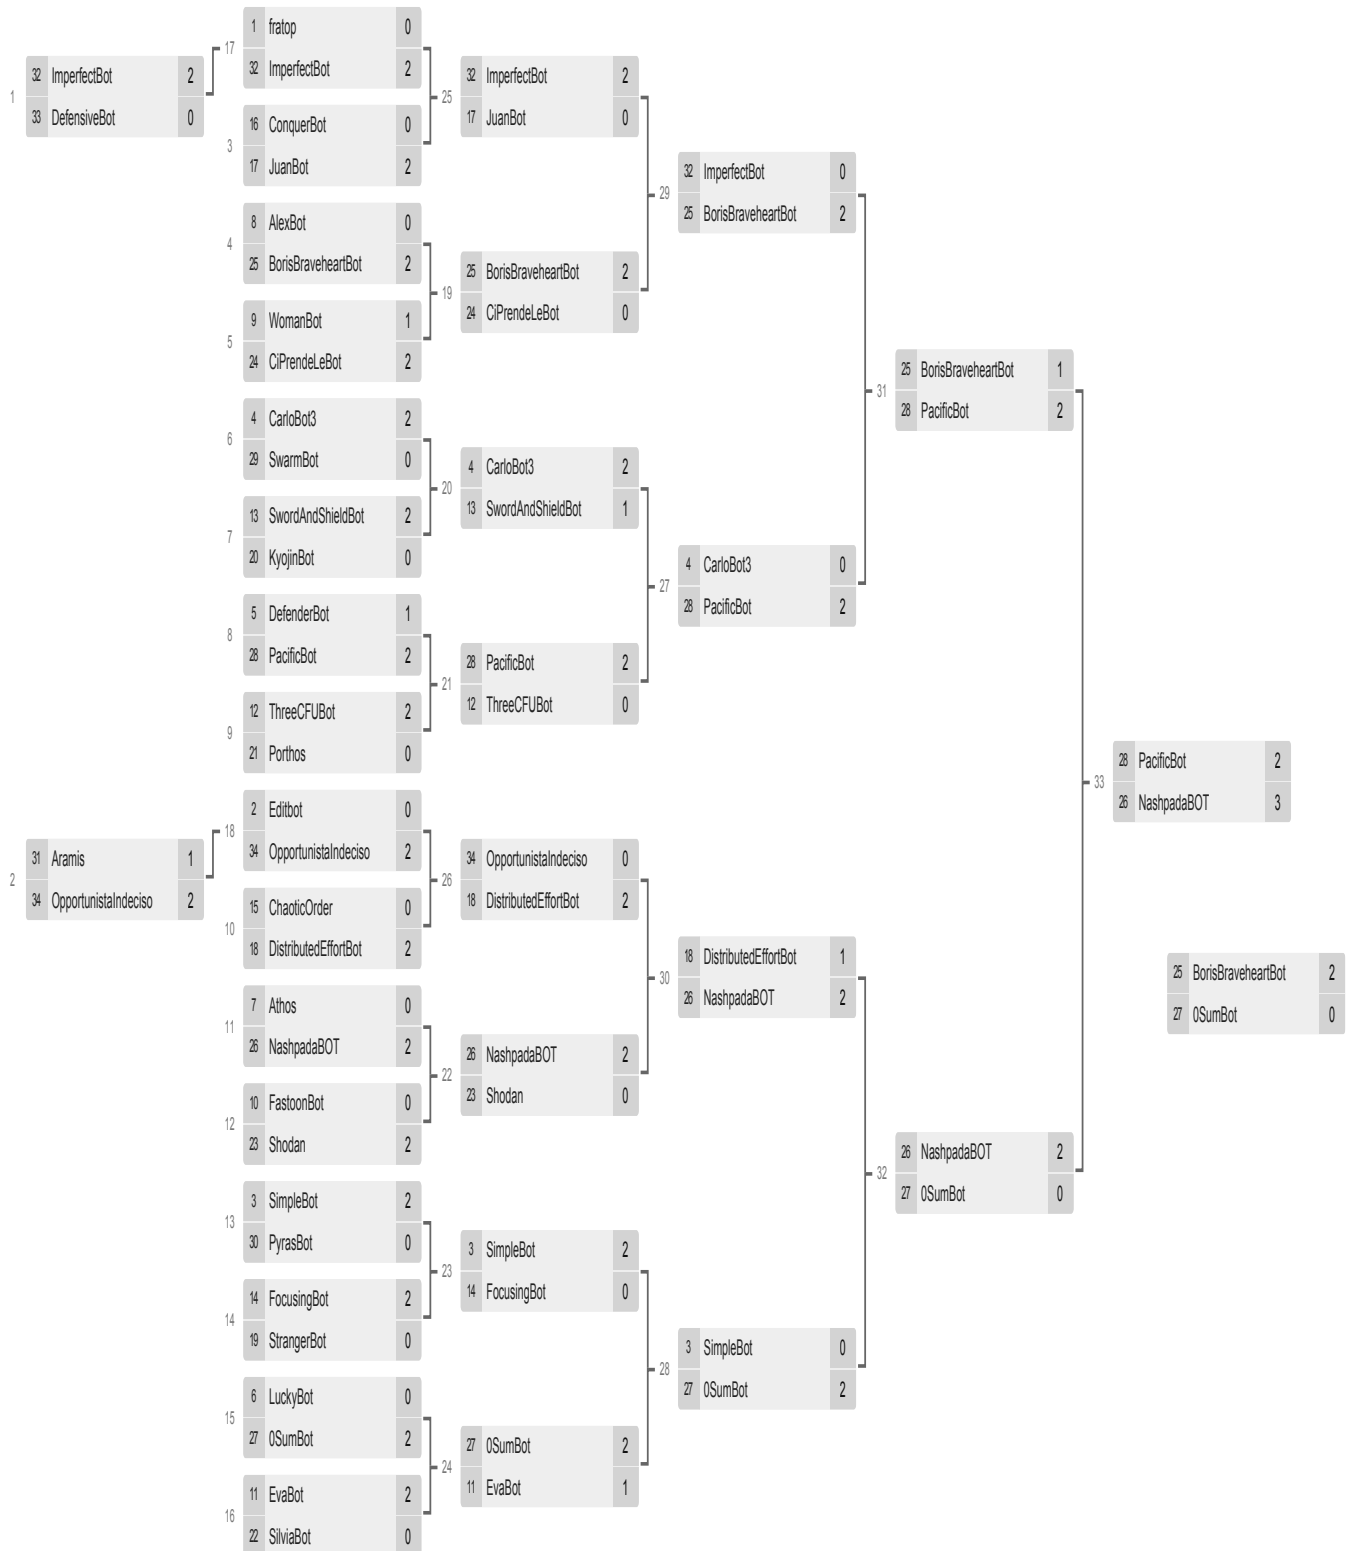 1
32 ImperfectBot 2
33 DefensiveBot 0
2
31 Aramis 1
34 OpportunistaIndeciso 2
17
1 fratop 0
32 ImperfectBot 2
3
16 ConquerBot 0
17 JuanBot 2
4
8 AlexBot 0
25 BorisBraveheartBot 2
5
9 WomanBot 1
24 CiPrendeLeBot 2
6
4 CarloBot3 2
29 SwarmBot 0
7
13 SwordAndShieldBot 2
20 KyojinBot 0
8
5 DefenderBot 1
28 PacificBot 2
9
12 ThreeCFUBot 2
21 Porthos 0
18
2 Editbot 0
34 OpportunistaIndeciso 2
10
15 ChaoticOrder 0
18 DistributedEffortBot 2
11
7 Athos 0
26 NashpadaBOT 2
12
10 FastoonBot 0
23 Shodan 2
13
3 SimpleBot 2
30 PyrasBot 0
14
14 FocusingBot 2
19 StrangerBot 0
15
6 LuckyBot 0
27 0SumBot 2
16
11 EvaBot 2
22 SilviaBot 0
25
32 ImperfectBot 2
17 JuanBot 0
19
25 BorisBraveheartBot 2
24 CiPrendeLeBot 0
20
4 CarloBot3 2
13 SwordAndShieldBot 1
21
28 PacificBot 2
12 ThreeCFUBot 0
26
34 OpportunistaIndeciso 0
18 DistributedEffortBot 2
22
26 NashpadaBOT 2
23 Shodan 0
23
3 SimpleBot 2
14 FocusingBot 0
24
27 0SumBot 2
11 EvaBot 1
29
32 ImperfectBot 0
25 BorisBraveheartBot 2
27
4 CarloBot3 0
28 PacificBot 2
30
18 DistributedEffortBot 1
26 NashpadaBOT 2
28
3 SimpleBot 0
27 0SumBot 2
31
25 BorisBraveheartBot 1
28 PacificBot 2
32
26 NashpadaBOT 2
27 0SumBot 0
33
28 PacificBot 2
26 NashpadaBOT 3
25 BorisBraveheartBot 2
27 0SumBot 0